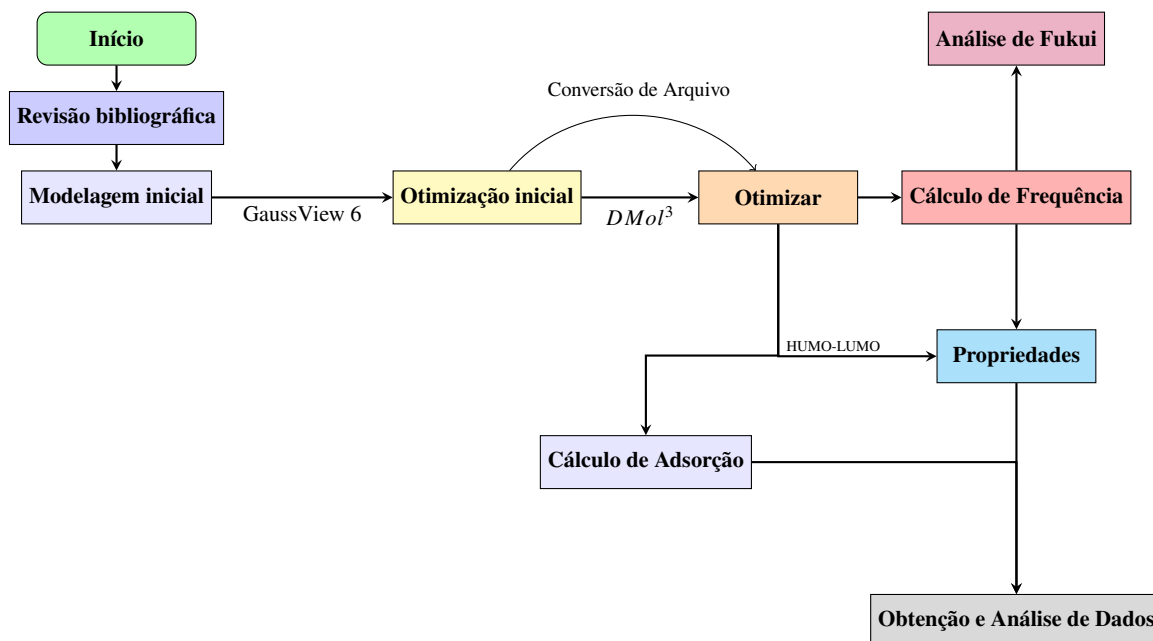 Início
Análise de Fukui
Conversão de Arquivo
Revisão bibliográfica
Modelagem inicial
GaussView 6
Otimização inicial
DMol³
Otimizar
Cálculo de Frequência
HUMO-LUMO
Propriedades
Cálculo de Adsorção
Obtenção e Análise de Dados